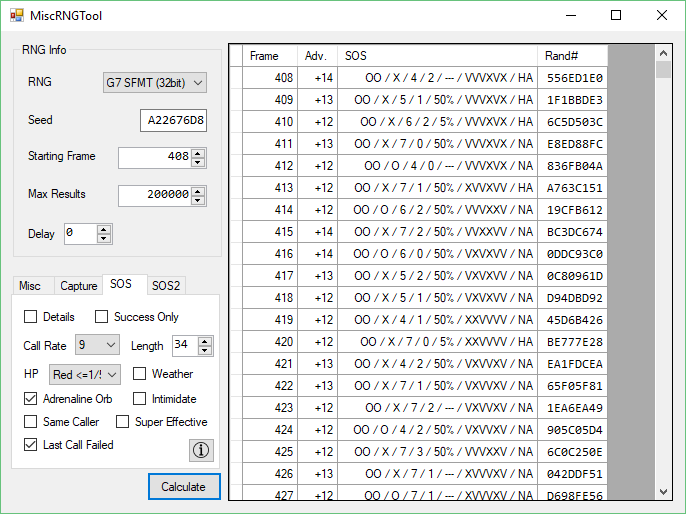 MiscRNGTool
RNG Info
RNG G7 SFMT (32bit)
Seed A22676D8
Starting Frame 408
Max Results 200000
Delay 0
Misc Capture SOS SOS2
Details Success Only
Call Rate 9 Length 34
HP Red <=1/5 Weather
Adrenaline Orb Intimidate
Same Caller Super Effective
Last Call Failed
Calculate
Frame Adv. SOS Rand#
408 +14 OO / X / 4 / 2 / --- / VVVXVX / HA 556ED1E0
409 +13 OO / X / 5 / 1 / 50% / VVVXXV / HA 1F1BBDE3
410 +12 OO / X / 6 / 2 / 5% / VVVXVX / HA 6C5D503C
411 +13 OO / X / 7 / 0 / 50% / VXVXVV / NA E8ED88FC
412 +12 OO / O / 4 / 0 / --- / VXVXVV / NA 836FB04A
413 +12 OO / X / 7 / 1 / 50% / VXXVVV / HA A763C151
414 +12 OO / O / 6 / 2 / 50% / VVVXXV / NA 19CFB612
415 +14 OO / X / 7 / 2 / 50% / VVVXXV / NA BC3DC674
416 +14 OO / O / 6 / 0 / 50% / VXVXVV / NA 0DDC93C0
417 +13 OO / X / 5 / 2 / 50% / VXVXVV / NA 0C80961D
418 +12 OO / X / 5 / 1 / 50% / VXVXVV / NA D94DBD92
419 +12 OO / X / 4 / 1 / 50% / XXVVVV / NA 45D6B426
420 +12 OO / X / 7 / 0 / 5% / XXVVVV / HA BE777E28
421 +13 OO / X / 4 / 2 / 50% / VXVVXV / NA EA1FDCEA
422 +13 OO / X / 7 / 1 / 50% / VXVVXV / NA 65F05F81
423 +12 OO / X / 7 / 2 / --- / VXVVXV / NA 1EA6EA49
424 +12 OO / O / 4 / 2 / 50% / VXVVXV / NA 905C05D4
425 +12 OO / X / 7 / 3 / 50% / VXVVXV / NA 6C0C250E
426 +13 OO / X / 7 / 1 / --- / XVVVXV / NA 042DDF51
427 +12 OO / O / 7 / 1 / --- / XVVVXV / NA D698FE56